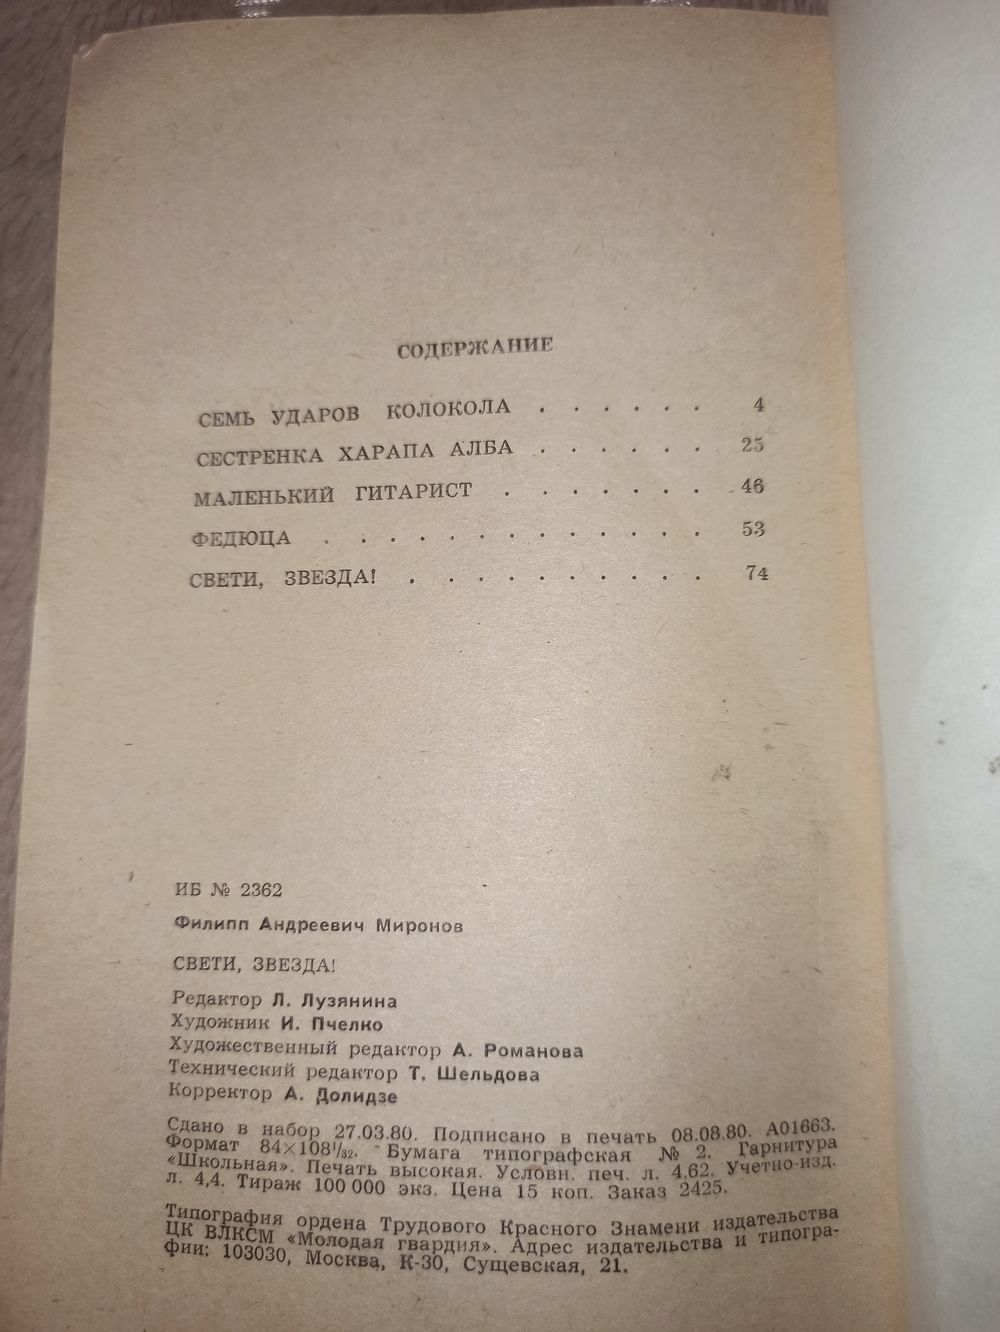 СОДЕРЖАНИЕ
СЕМЬ УДАРОВ КОЛОКОЛА . . . . . . 4
СЕСТРЕНКА ХАРАПА АЛБА . . . . . . 25
МАЛЕНЬКИЙ ГИТАРИСТ . . . . . . . 46
ФЕДЮЦА . . . . . . . . . . . . . 53
СВЕТИ, ЗВЕЗДА! . . . . . . . . . . 74
ИБ № 2362
Филипп Андреевич Миронов
СВЕТИ, ЗВЕЗДА!
Редактор Л. Лузянина
Художник И. Пчелко
Художественный редактор А. Романова
Технический редактор Т. Шельдова
Корректор А. Долидзе
Сдано в набор 27.03.80. Подписано в печать 08.08.80. А01663.
Формат 84×108¹/₃₂. Бумага типографская № 2. Гарнитура
«Школьная». Печать высокая. Условн. печ. л. 4,62. Учетно-изд.
л. 4,4. Тираж 100 000 экз. Цена 15 коп. Заказ 2425.
Типография ордена Трудового Красного Знамени издательства
ЦК ВЛКСМ «Молодая гвардия». Адрес издательства и типогра-
фии: 103030, Москва, К-30, Сущевская, 21.